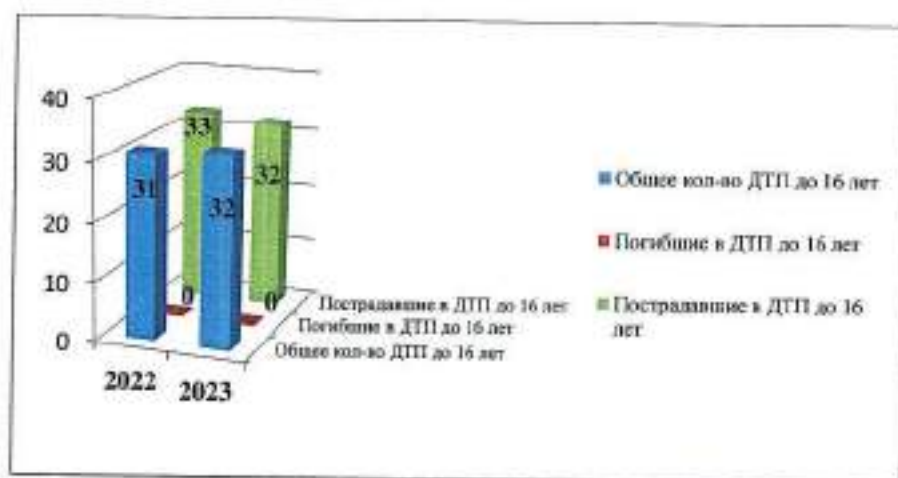 40
30
20
10
0
31
32
33
32
0
0
2022
2023
Пострадавшие в ДТП до 16 лет
Погибшие в ДТП до 16 лет
Общее кол-во ДТП до 16 лет
Общее кол-во ДТП до 16 лет
Погибшие в ДТП до 16 лет
Пострадавшие в ДТП до 16
лет